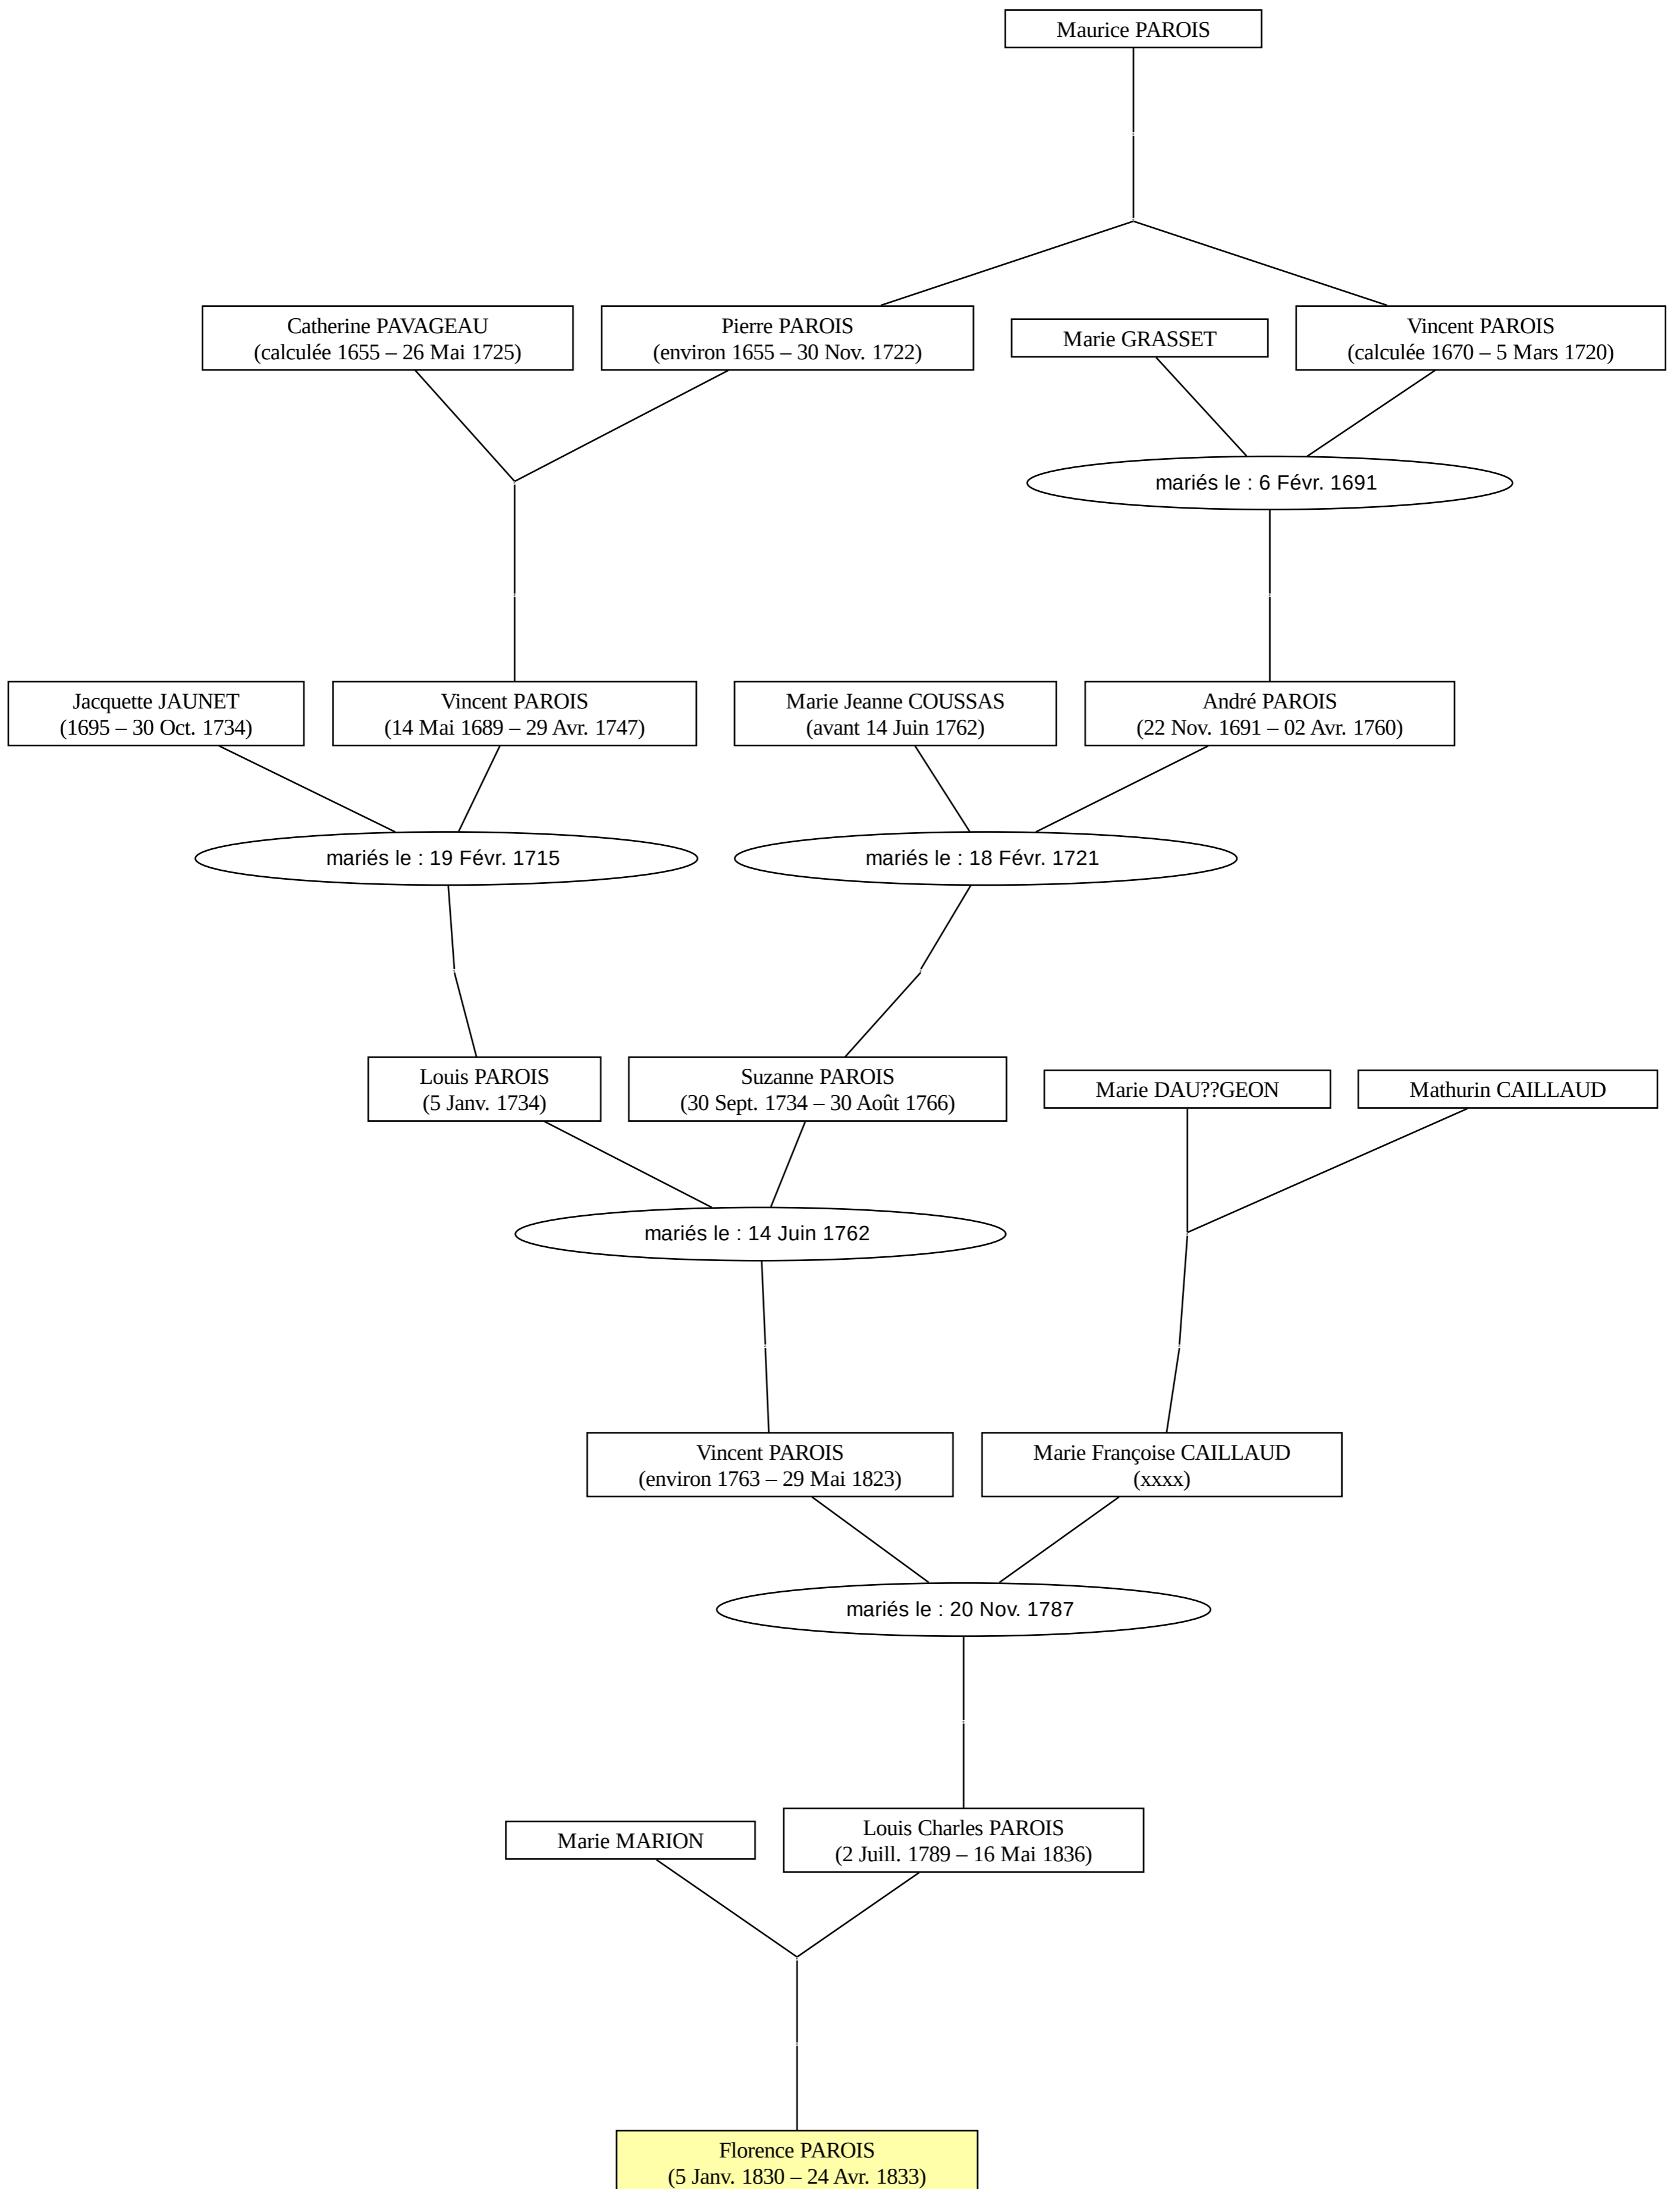 Maurice PAROIS
Catherine PAVAGEAU
(calculée 1655 – 26 Mai 1725)
Pierre PAROIS
(environ 1655 – 30 Nov. 1722)
Marie GRASSET
Vincent PAROIS
(calculée 1670 – 5 Mars 1720)
mariés le : 6 Févr. 1691
Jacquette JAUNET
(1695 – 30 Oct. 1734)
Vincent PAROIS
(14 Mai 1689 – 29 Avr. 1747)
Marie Jeanne COUSSAS
(avant 14 Juin 1762)
André PAROIS
(22 Nov. 1691 – 02 Avr. 1760)
mariés le : 19 Févr. 1715
mariés le : 18 Févr. 1721
Louis PAROIS
(5 Janv. 1734)
Suzanne PAROIS
(30 Sept. 1734 – 30 Août 1766)
Marie DAU??GEON
Mathurin CAILLAUD
mariés le : 14 Juin 1762
Vincent PAROIS
(environ 1763 – 29 Mai 1823)
Marie Françoise CAILLAUD
(xxxx)
mariés le : 20 Nov. 1787
Marie MARION
Louis Charles PAROIS
(2 Juill. 1789 – 16 Mai 1836)
Florence PAROIS
(5 Janv. 1830 – 24 Avr. 1833)